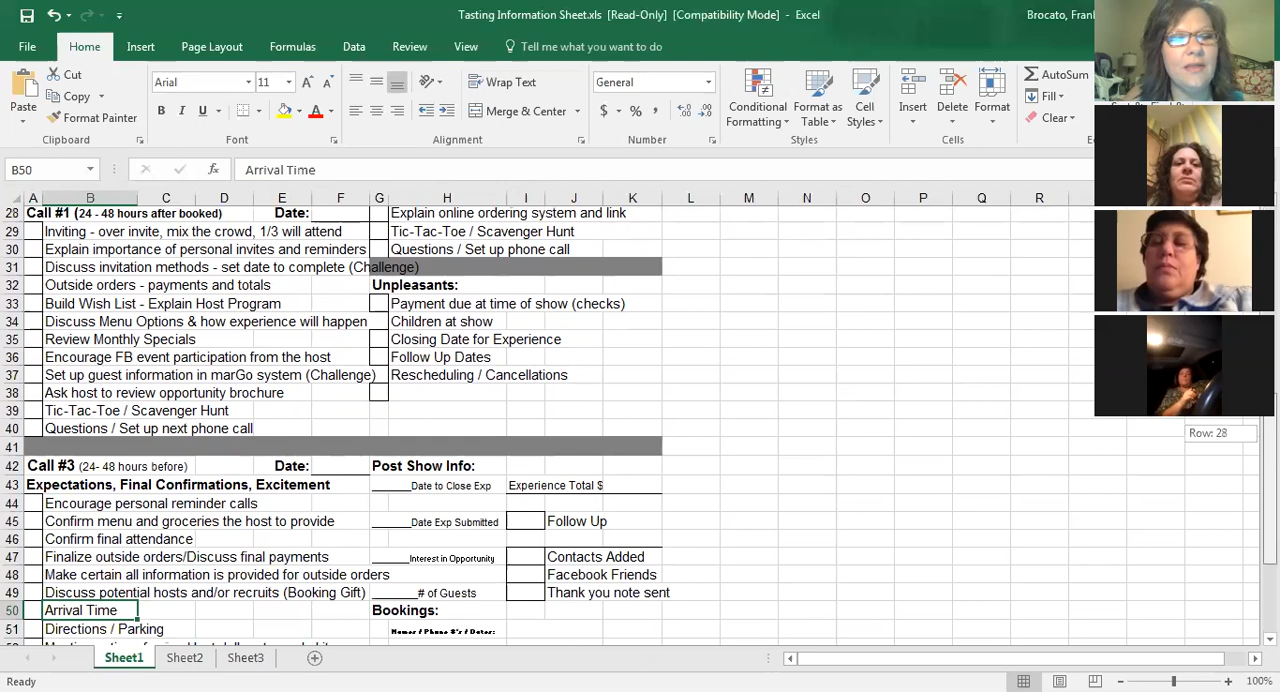 Tasting Information Sheet.xls [Read-Only] [Compatibility Mode] - Excel
Brocato, Frank
File Home Insert Page Layout Formulas Data Review View Tell me what you want to do
Paste
Cut
Copy
Format Painter
Clipboard
Arial 11
B I U
Font
Wrap Text
Merge & Center
Alignment
General
$ % ,
Number
Conditional Formatting
Format as Table
Cell Styles
Styles
Insert Delete Format
Cells
AutoSum
Fill
Clear
B50 fx Arrival Time
A B C D E F G H I J K L M N O P Q R
28 Call #1 (24 - 48 hours after booked) Date: Explain online ordering system and link
29 Inviting - over invite, mix the crowd, 1/3 will attend Tic-Tac-Toe / Scavenger Hunt
30 Explain importance of personal invites and reminders Questions / Set up phone call
31 Discuss invitation methods - set date to complete (Challenge)
32 Outside orders - payments and totals Unpleasants:
33 Build Wish List - Explain Host Program Payment due at time of show (checks)
34 Discuss Menu Options & how experience will happen Children at show
35 Review Monthly Specials Closing Date for Experience
36 Encourage FB event participation from the host Follow Up Dates
37 Set up guest information in marGo system (Challenge) Rescheduling / Cancellations
38 Ask host to review opportunity brochure
39 Tic-Tac-Toe / Scavenger Hunt
40 Questions / Set up next phone call
41
Row: 28
42 Call #3 (24- 48 hours before) Date: Post Show Info:
43 Expectations, Final Confirmations, Excitement Date to Close Exp Experience Total $
44 Encourage personal reminder calls
45 Confirm menu and groceries the host to provide Date Exp Submitted Follow Up
46 Confirm final attendance
47 Finalize outside orders/Discuss final payments Interest in Opportunity Contacts Added
48 Make certain all information is provided for outside orders Facebook Friends
49 Discuss potential hosts and/or recruits (Booking Gift) # of Guests Thank you note sent
50 Arrival Time Bookings:
51 Directions / Parking
Sheet1 Sheet2 Sheet3
Ready
100%